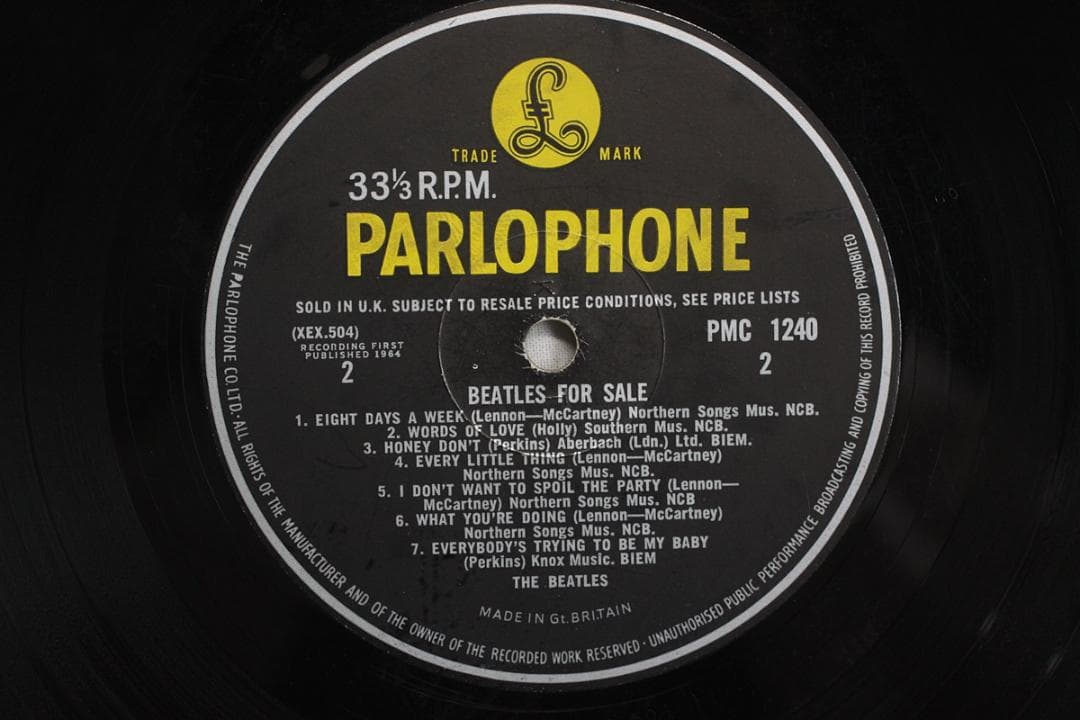 £
TRADE MARK
33⅓ R.P.M.
PARLOPHONE
SOLD IN U.K. SUBJECT TO RESALE PRICE CONDITIONS, SEE PRICE LISTS
(XEX.504)
RECORDING FIRST
PUBLISHED 1964
2
PMC 1240
2
BEATLES FOR SALE
1. EIGHT DAYS A WEEK (Lennon—McCartney) Northern Songs Mus. NCB.
2. WORDS OF LOVE (Holly) Southern Mus. NCB.
3. HONEY DON'T (Perkins) Aberbach (Ldn.) Ltd. BIEM.
4. EVERY LITTLE THING (Lennon—McCartney)
Northern Songs Mus. NCB.
5. I DON'T WANT TO SPOIL THE PARTY (Lennon—
McCartney) Northern Songs Mus. NCB
6. WHAT YOU'RE DOING (Lennon—McCartney)
Northern Songs Mus. NCB.
7. EVERYBODY'S TRYING TO BE MY BABY
(Perkins) Knox Music. BIEM
THE BEATLES
MADE IN Gt. BRITAIN
THE PARLOPHONE CO. LTD. · ALL RIGHTS OF THE MANUFACTURER AND OF THE OWNER OF THE RECORDED WORK RESERVED · UNAUTHORISED PUBLIC PERFORMANCE BROADCASTING AND COPYING OF THIS RECORD PROHIBITED